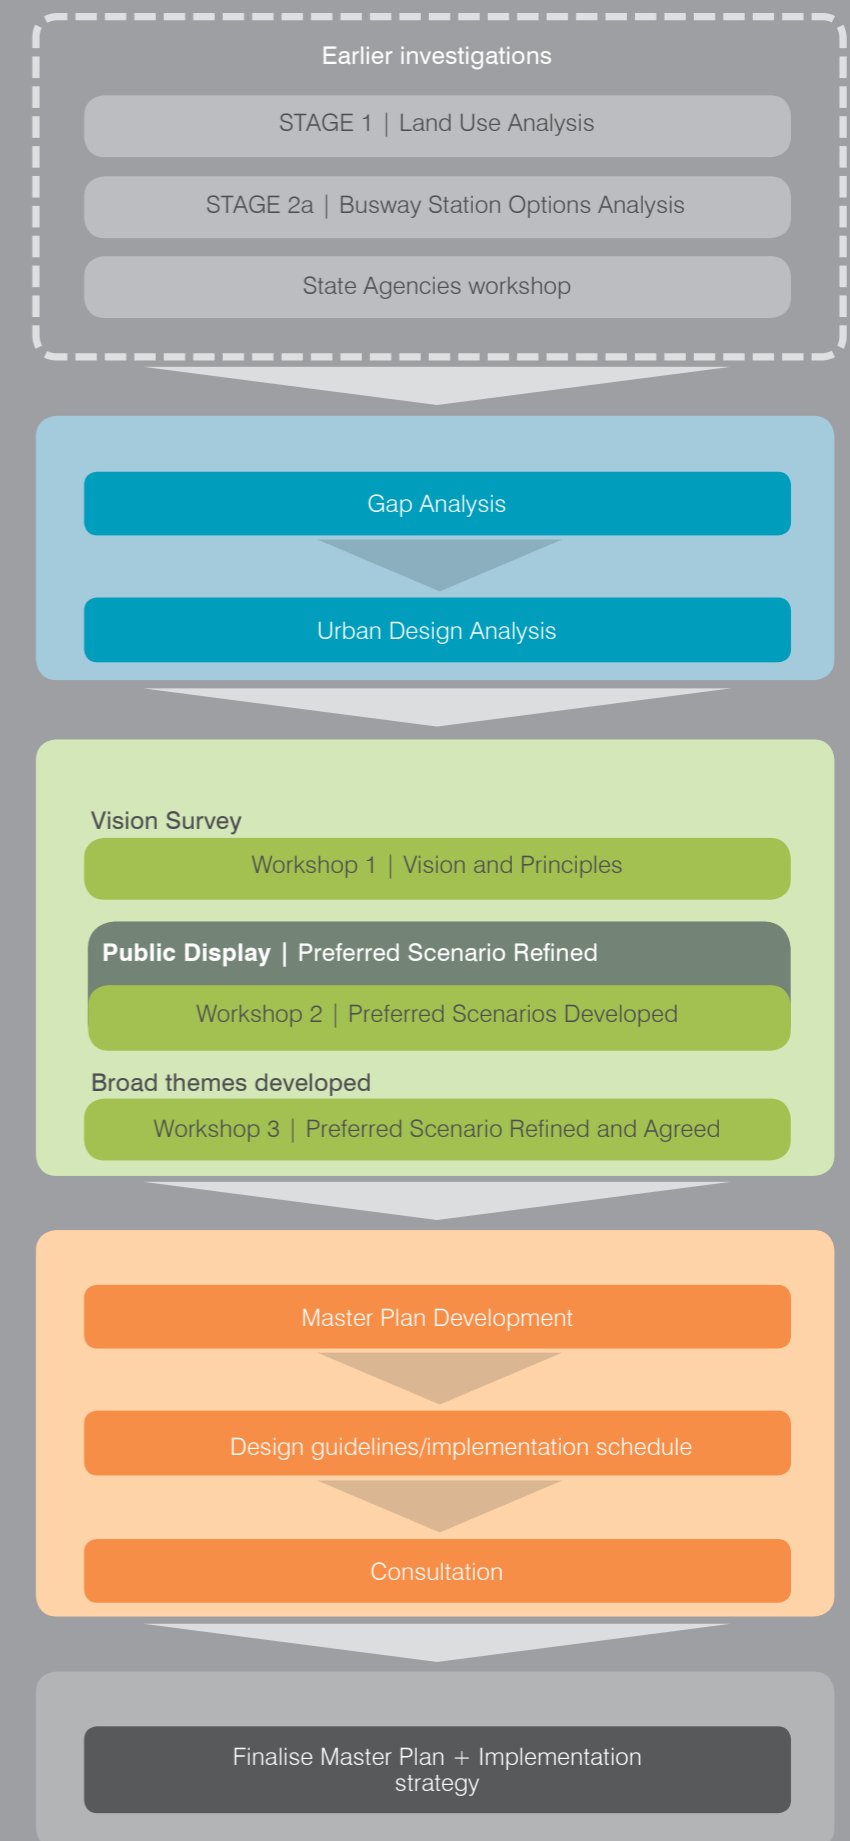 Earlier investigations
STAGE 1 | Land Use Analysis
STAGE 2a | Busway Station Options Analysis
State Agencies workshop
Gap Analysis
Urban Design Analysis
Vision Survey
Workshop 1 | Vision and Principles
Public Display | Preferred Scenario Refined
Workshop 2 | Preferred Scenarios Developed
Broad themes developed
Workshop 3 | Preferred Scenario Refined and Agreed
Master Plan Development
Design guidelines/implementation schedule
Consultation
Finalise Master Plan + Implementation
strategy